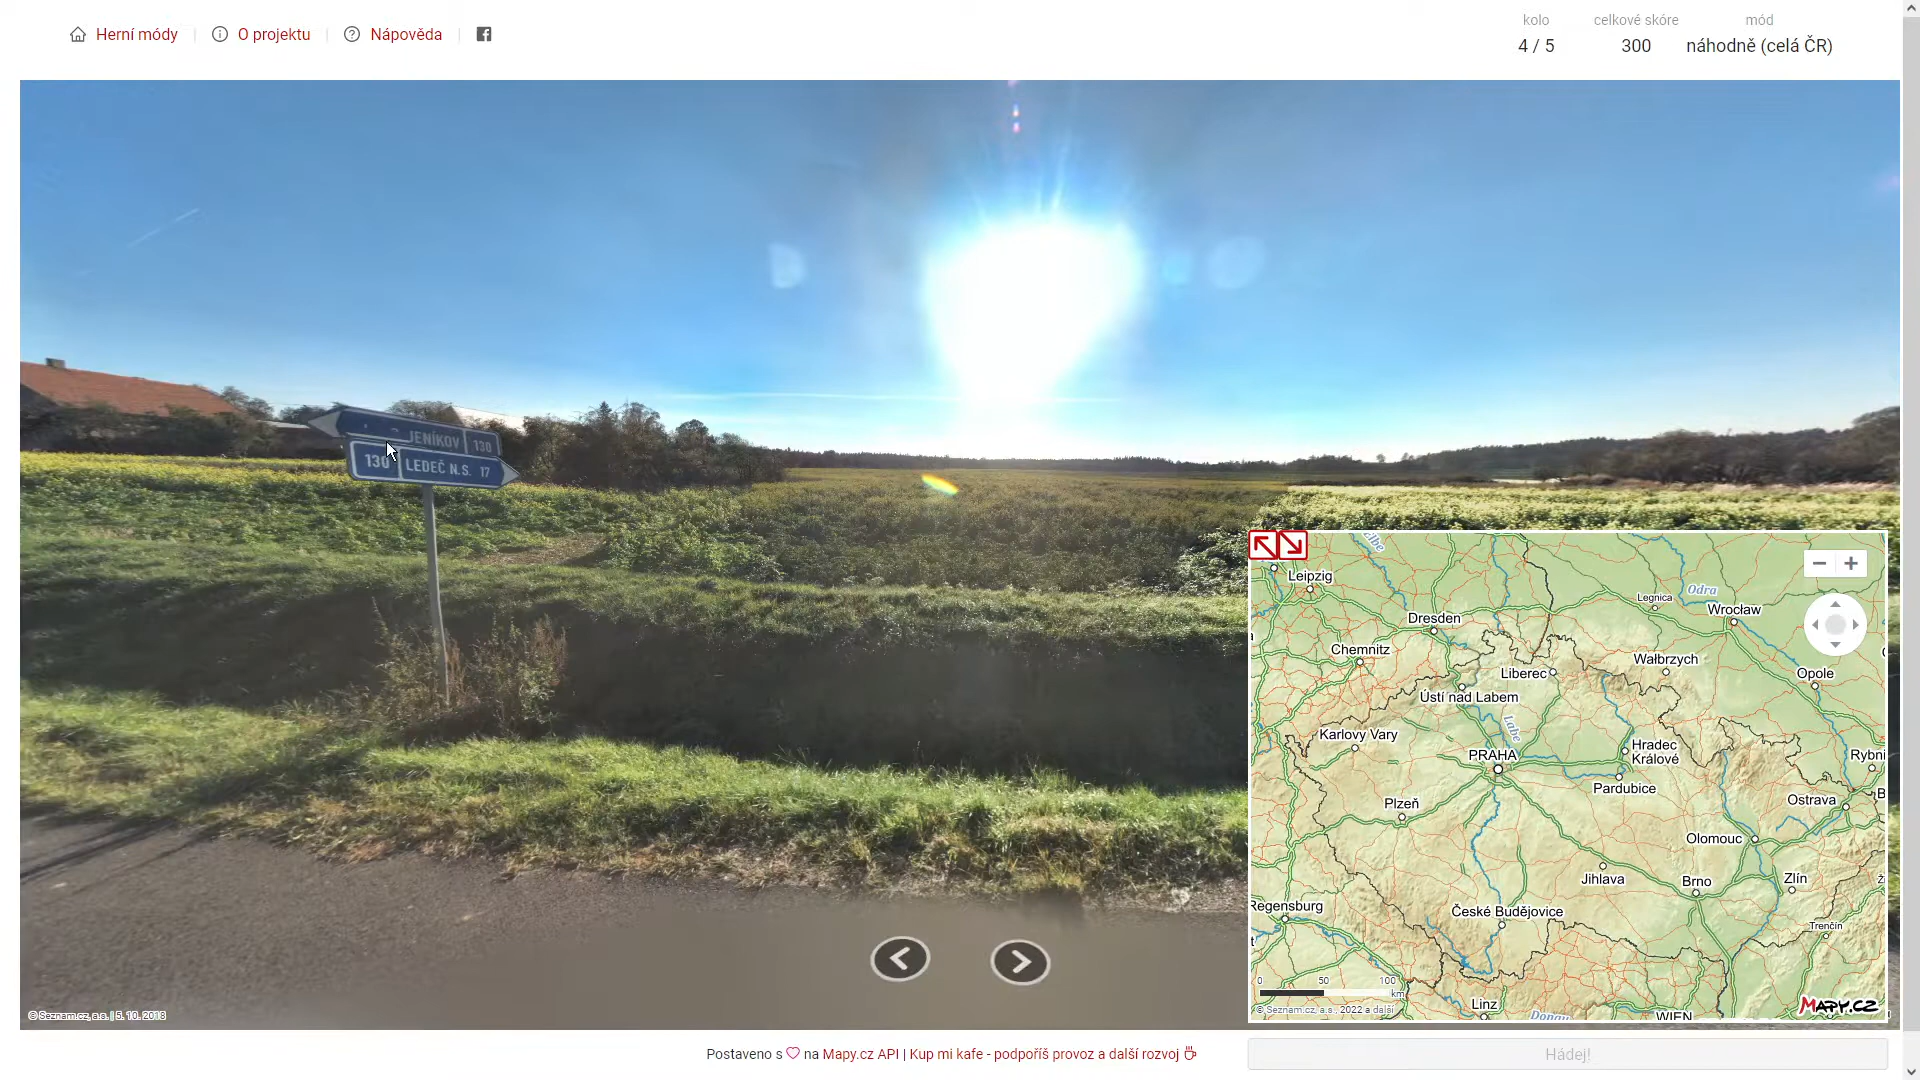 Herní módy
O projektu
Nápověda
kolo
4 / 5
celkové skóre
300
mód
náhodně (celá ČR)
JENÍKOV 130
130 LEDEČ N.S. 17
Leipzig
Dresden
Chemnitz
Legnica
Odra
Wrocław
Wałbrzych
Opole
Liberec
Ústí nad Labem
Labe
Karlovy Vary
PRAHA
Hradec
Králové
Pardubice
Rybni
Plzeň
Ostrava
Olomouc
Jihlava
Brno
Zlín
Regensburg
České Budějovice
Trenčín
0 50 100
km
Linz
Donau
WIEN
© Seznam.cz, a.s., 2022 a další
Mapy.cz
© Seznam.cz, a.s. | 5. 10. 2018
Postaveno s na Mapy.cz API | Kup mi kafe - podpoříš provoz a další rozvoj
Hádej!